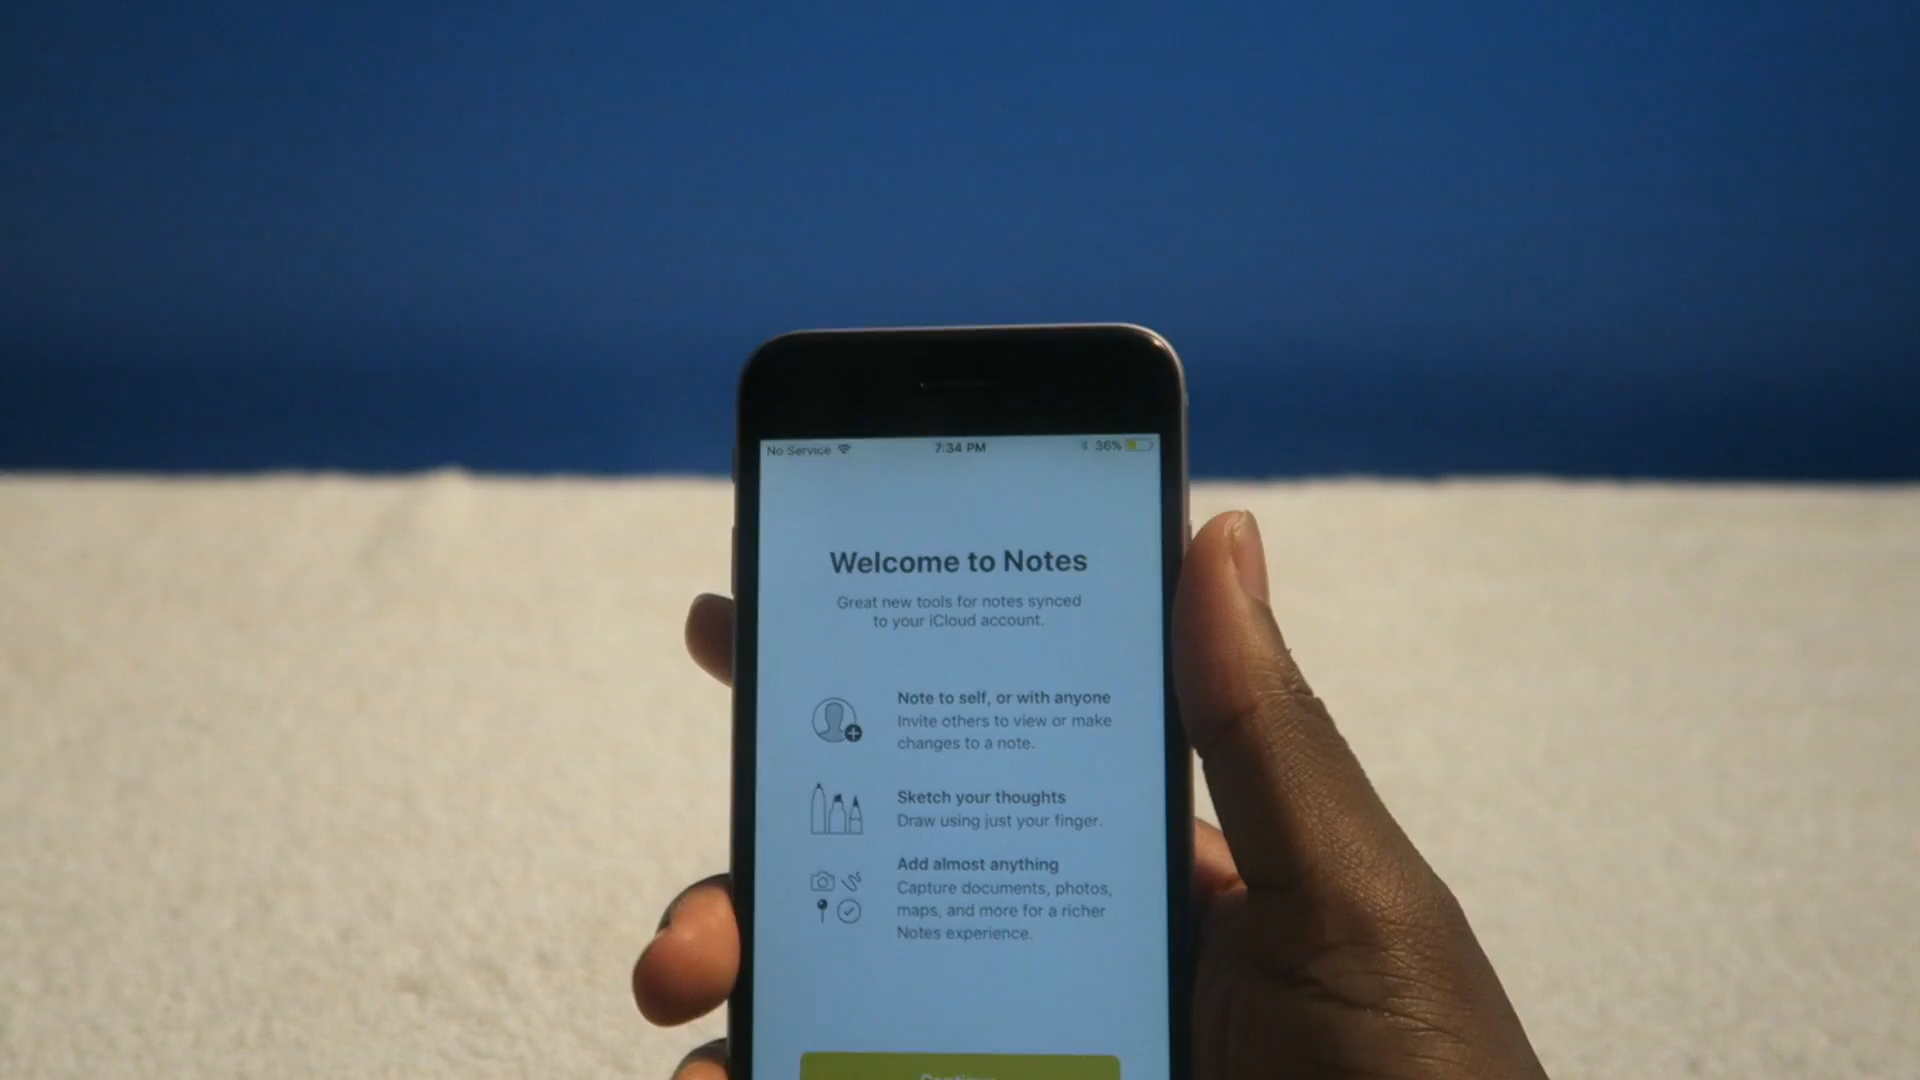 No Service 7:34 PM 36%
Welcome to Notes
Great new tools for notes synced
to your iCloud account.
Note to self, or with anyone
Invite others to view or make
changes to a note.
Sketch your thoughts
Draw using just your finger.
Add almost anything
Capture documents, photos,
maps, and more for a richer
Notes experience.